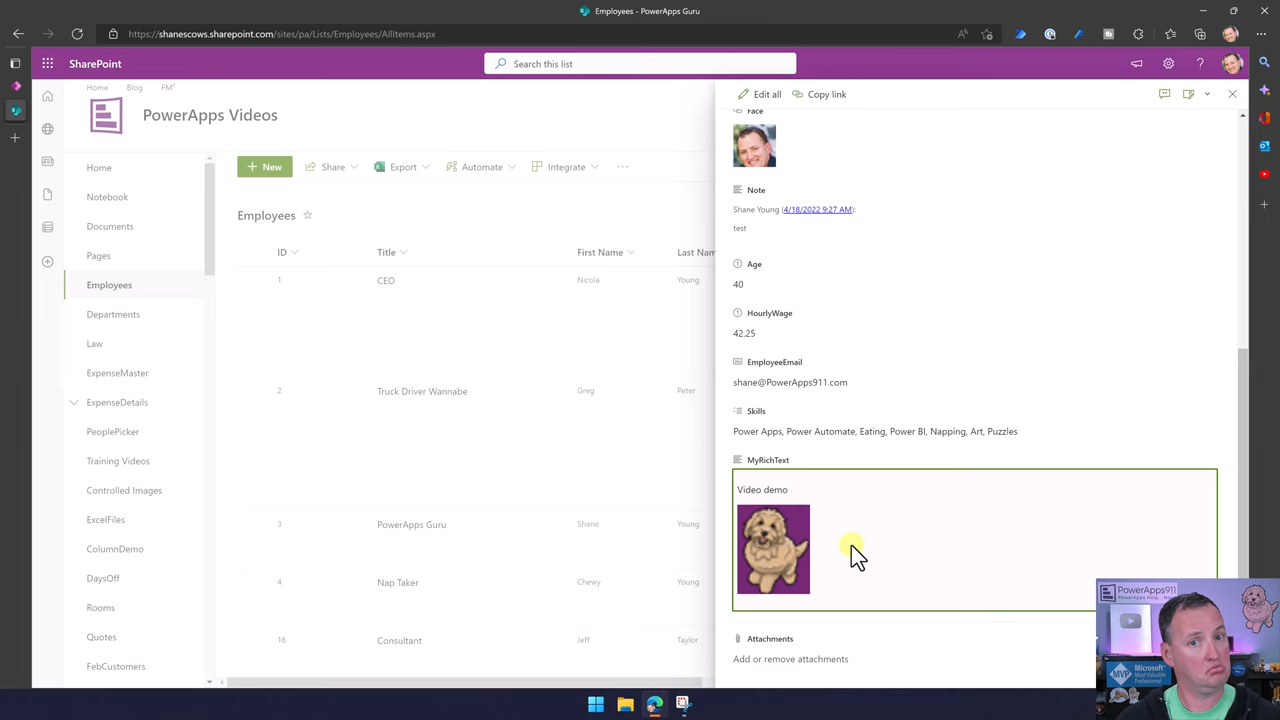 Employees - PowerApps Guru
https://shanescows.sharepoint.com/sites/pa/Lists/Employees/AllItems.aspx
SharePoint
Search this list
Home Blog FM⁴
PowerApps Videos
Home
Notebook
Documents
Pages
Employees
Departments
Law
ExpenseMaster
ExpenseDetails
PeoplePicker
Training Videos
Controlled Images
ExcelFiles
ColumnDemo
DaysOff
Rooms
Quotes
FebCustomers
New Share Export Automate Integrate ...
Employees
ID Title First Name Last Nam
1 CEO Nicola Young
2 Truck Driver Wannabe Greg Peter
3 PowerApps Guru Shane Young
4 Nap Taker Chewy Young
16 Consultant Jeff Taylor
Edit all Copy link
Face
Note
Shane Young (4/18/2022 9:27 AM):
test
Age
40
HourlyWage
42.25
EmployeeEmail
shane@PowerApps911.com
Skills
Power Apps, Power Automate, Eating, Power BI, Napping, Art, Puzzles
MyRichText
Video demo
Attachments
Add or remove attachments
PowerApps911
MVP
Microsoft
Most Valuable
Professional